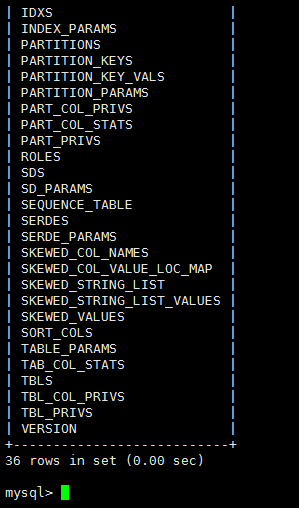 | IDXS |
| INDEX_PARAMS |
| PARTITIONS |
| PARTITION_KEYS |
| PARTITION_KEY_VALS |
| PARTITION_PARAMS |
| PART_COL_PRIVS |
| PART_COL_STATS |
| PART_PRIVS |
| ROLES |
| SDS |
| SD_PARAMS |
| SEQUENCE_TABLE |
| SERDES |
| SERDE_PARAMS |
| SKEWED_COL_NAMES |
| SKEWED_COL_VALUE_LOC_MAP |
| SKEWED_STRING_LIST |
| SKEWED_STRING_LIST_VALUES |
| SKEWED_VALUES |
| SORT_COLS |
| TABLE_PARAMS |
| TAB_COL_STATS |
| TBLS |
| TBL_COL_PRIVS |
| TBL_PRIVS |
| VERSION |
+---------------------------+
36 rows in set (0.00 sec)
mysql>